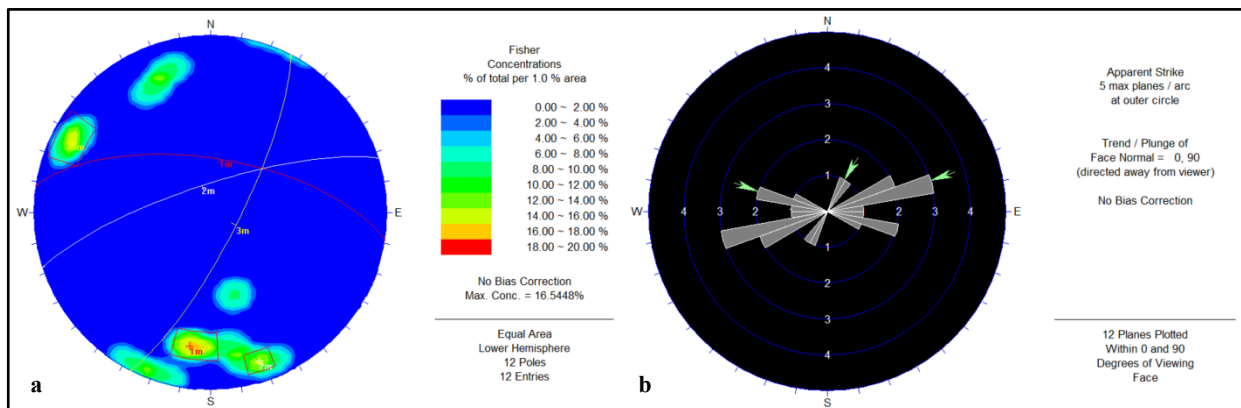 N
W
E
S
1m
2m
3m
3m
1m
2m
a
Fisher
Concentrations
% of total per 1.0 % area
0.00 ~ 2.00 %
2.00 ~ 4.00 %
4.00 ~ 6.00 %
6.00 ~ 8.00 %
8.00 ~ 10.00 %
10.00 ~ 12.00 %
12.00 ~ 14.00 %
14.00 ~ 16.00 %
16.00 ~ 18.00 %
18.00 ~ 20.00 %
No Bias Correction
Max. Conc. = 16.5448%
Equal Area
Lower Hemisphere
12 Poles
12 Entries
N
4
3
2
1
W 4 3 2 2 3 4 E
1
2
3
4
S
b
Apparent Strike
5 max planes / arc
at outer circle
Trend / Plunge of
Face Normal = 0, 90
(directed away from viewer)
No Bias Correction
12 Planes Plotted
Within 0 and 90
Degrees of Viewing
Face